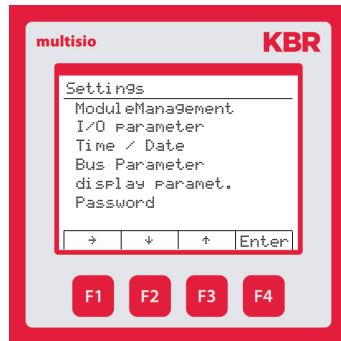 multisio KBR
Settings
ModuleManagement
I/O parameter
Time / Date
Bus Parameter
display paramet.
Password
→ ↓ ↑ Enter
F1 F2 F3 F4